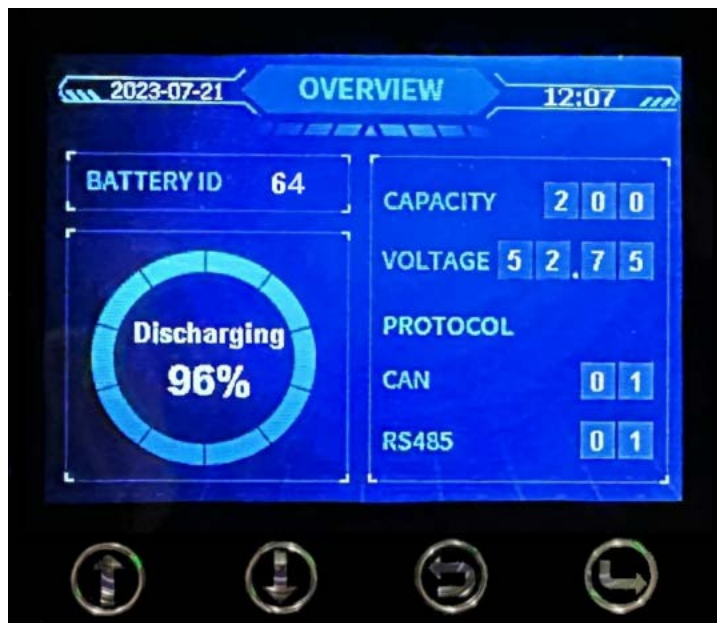 2023-07-21 OVERVIEW 12:07
BATTERY ID 64
Discharging
96%
CAPACITY 200
VOLTAGE 52.75
PROTOCOL
CAN 01
RS485 01